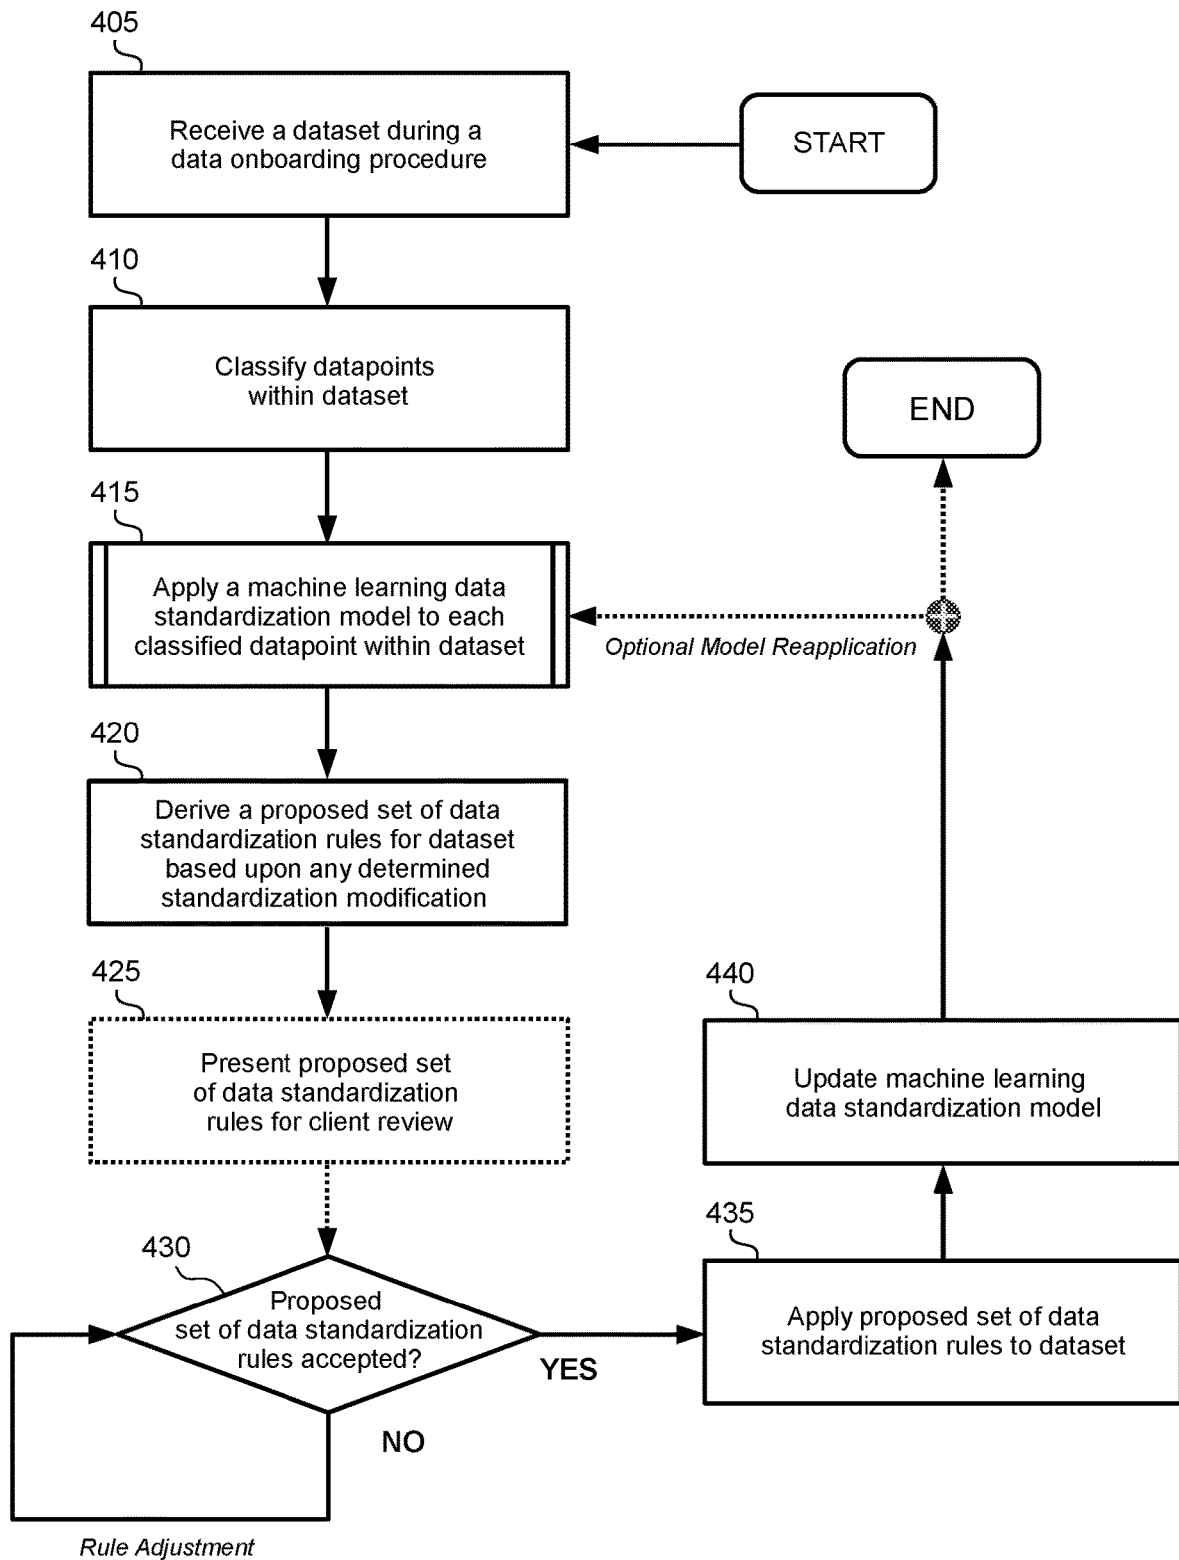 405
Receive a dataset during a
data onboarding procedure
START
410
Classify datapoints
within dataset
END
415
Apply a machine learning data
standardization model to each
classified datapoint within dataset
Optional Model Reapplication
420
Derive a proposed set of data
standardization rules for dataset
based upon any determined
standardization modification
425
Present proposed set
of data standardization
rules for client review
430
Proposed
set of data standardization
rules accepted?
YES
NO
Rule Adjustment
435
Apply proposed set of data
standardization rules to dataset
440
Update machine learning
data standardization model